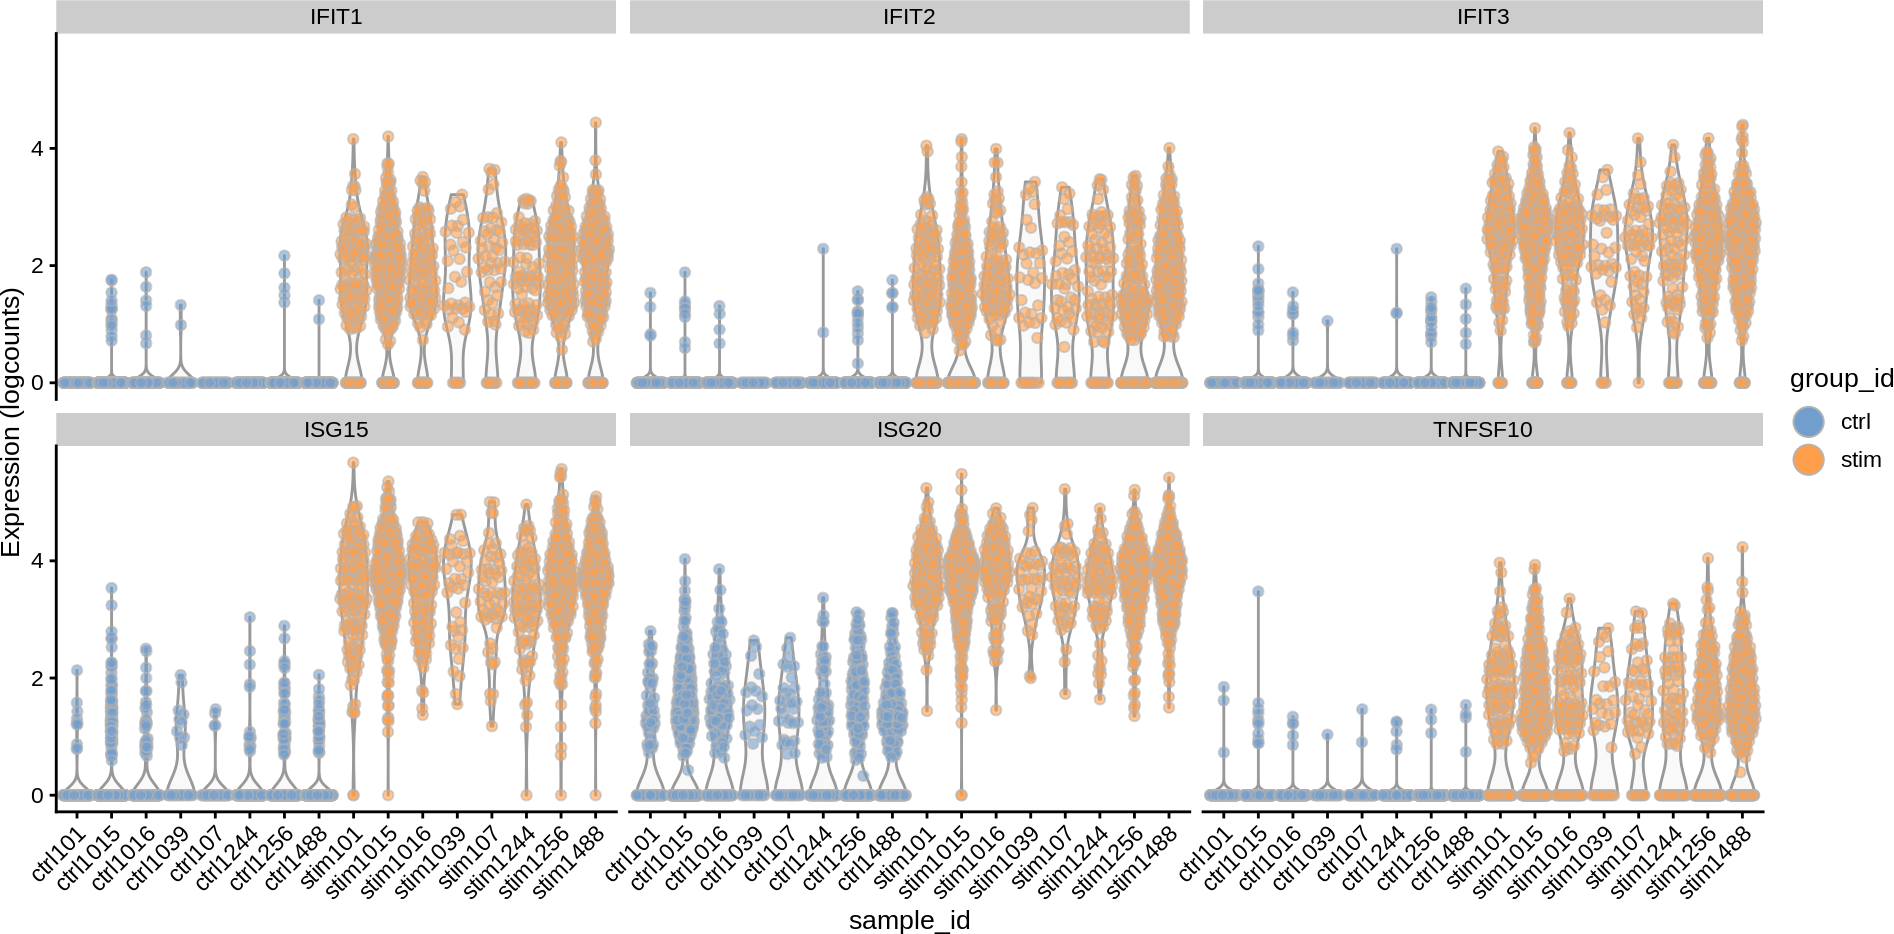 IFIT1
IFIT2
IFIT3
4
2
0
ISG15
ISG20
TNFSF10
4
2
0
Expression (logcounts)
ctrl101
ctrl1015
ctrl1016
ctrl1039
ctrl107
ctrl1244
ctrl1256
ctrl1488
stim101
stim1015
stim1016
stim1039
stim107
stim1244
stim1256
stim1488
ctrl101
ctrl1015
ctrl1016
ctrl1039
ctrl107
ctrl1244
ctrl1256
ctrl1488
stim101
stim1015
stim1016
stim1039
stim107
stim1244
stim1256
stim1488
ctrl101
ctrl1015
ctrl1016
ctrl1039
ctrl107
ctrl1244
ctrl1256
ctrl1488
stim101
stim1015
stim1016
stim1039
stim107
stim1244
stim1256
stim1488
sample_id
group_id
ctrl
stim